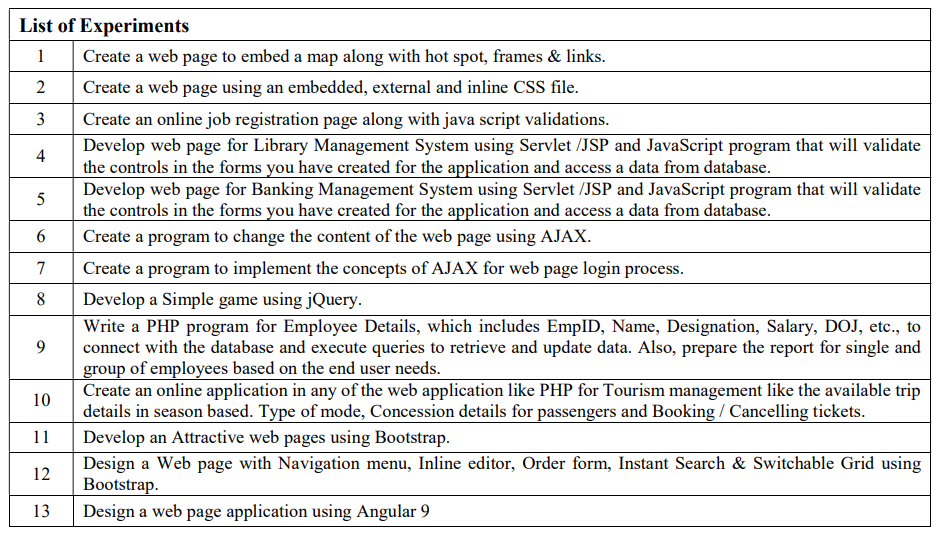 List of Experiments
1 Create a web page to embed a map along with hot spot, frames & links.
2 Create a web page using an embedded, external and inline CSS file.
3 Create an online job registration page along with java script validations.
4 Develop web page for Library Management System using Servlet /JSP and JavaScript program that will validate
the controls in the forms you have created for the application and access a data from database.
5 Develop web page for Banking Management System using Servlet /JSP and JavaScript program that will validate
the controls in the forms you have created for the application and access a data from database.
6 Create a program to change the content of the web page using AJAX.
7 Create a program to implement the concepts of AJAX for web page login process.
8 Develop a Simple game using jQuery.
9 Write a PHP program for Employee Details, which includes EmpID, Name, Designation, Salary, DOJ, etc., to
connect with the database and execute queries to retrieve and update data. Also, prepare the report for single and
group of employees based on the end user needs.
10 Create an online application in any of the web application like PHP for Tourism management like the available trip
details in season based. Type of mode, Concession details for passengers and Booking / Cancelling tickets.
11 Develop an Attractive web pages using Bootstrap.
12 Design a Web page with Navigation menu, Inline editor, Order form, Instant Search & Switchable Grid using
Bootstrap.
13 Design a web page application using Angular 9